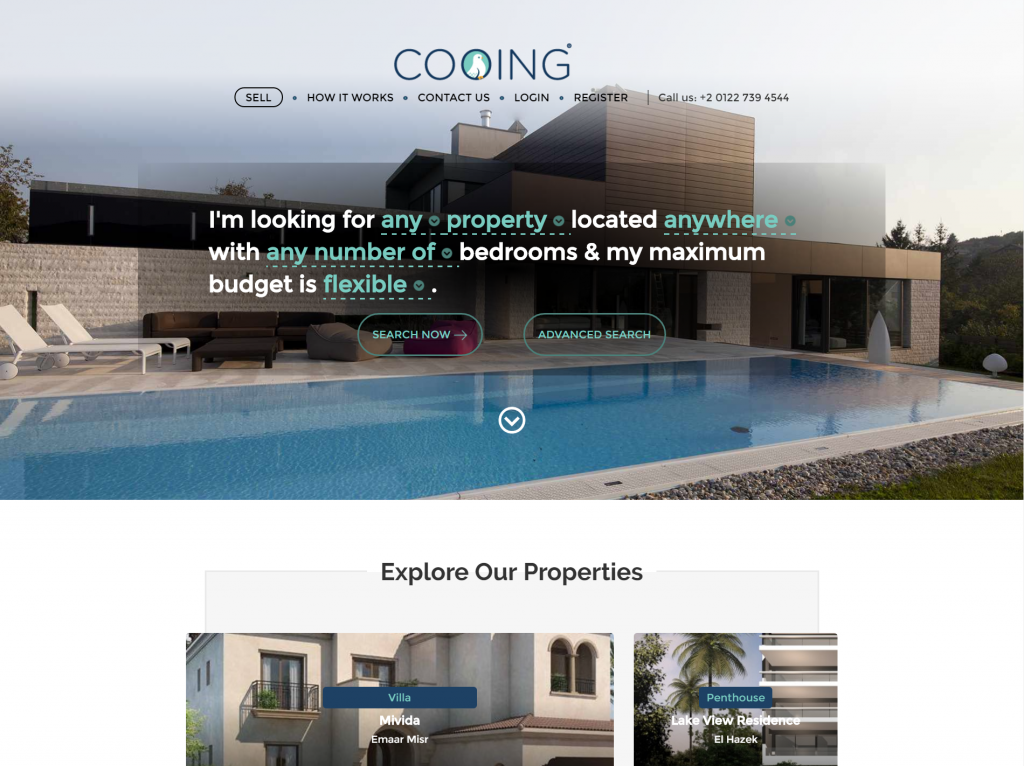 COOING
SELL • HOW IT WORKS • CONTACT US • LOGIN • REGISTER | Call us: +2 0122 739 4544
I'm looking for any property located anywhere
with any number of bedrooms & my maximum
budget is flexible .
SEARCH NOW → ADVANCED SEARCH
Explore Our Properties
Villa
Mivida
Emaar Misr
Penthouse
Lake View Residence
El Hazek